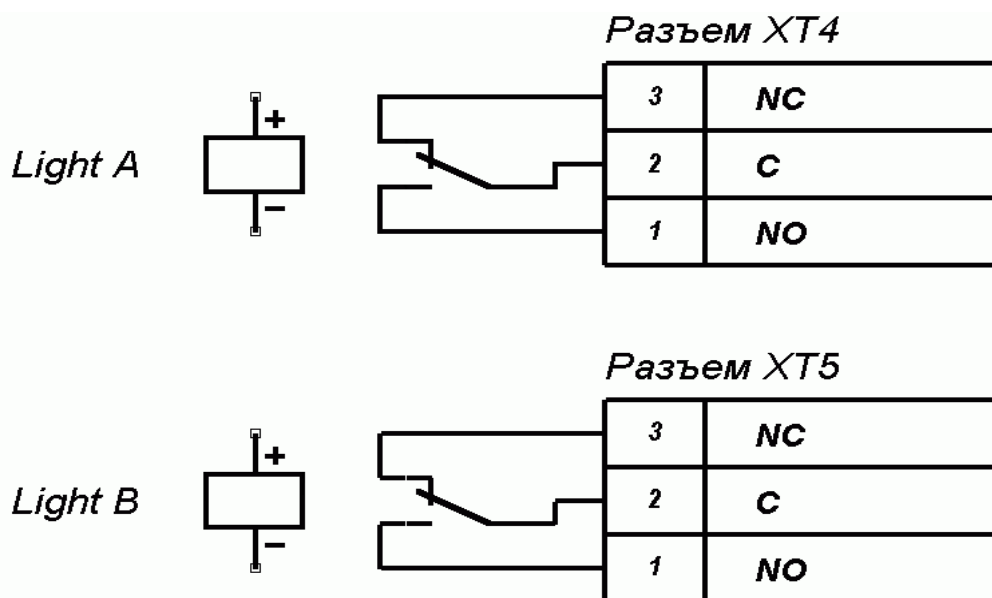 Разъем XT4
3 NC
+
Light A
2 C
−
1 NO
Разъем XT5
3 NC
+
Light B
2 C
−
1 NO